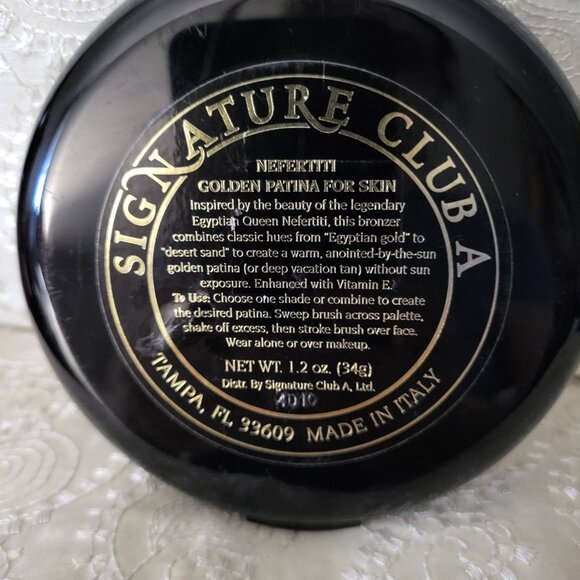 SIGNATURE CLUB A
NEFERTITI
GOLDEN PATINA FOR SKIN
Inspired by the beauty of the legendary
Egyptian Queen Nefertiti, this bronzer
combines classic hues from "Egyptian gold" to
"desert sand" to create a warm, anointed-by-the-sun
golden patina (or deep vacation tan) without sun
exposure. Enhanced with Vitamin E.
To Use: Choose one shade or combine to create
the desired patina. Sweep brush across palette,
shake off excess, then stroke brush over face.
Wear alone or over makeup.
NET WT. 1.2 oz. (34g)
Distr. By Signature Club A, Ltd.
TAMPA, FL 33609 MADE IN ITALY